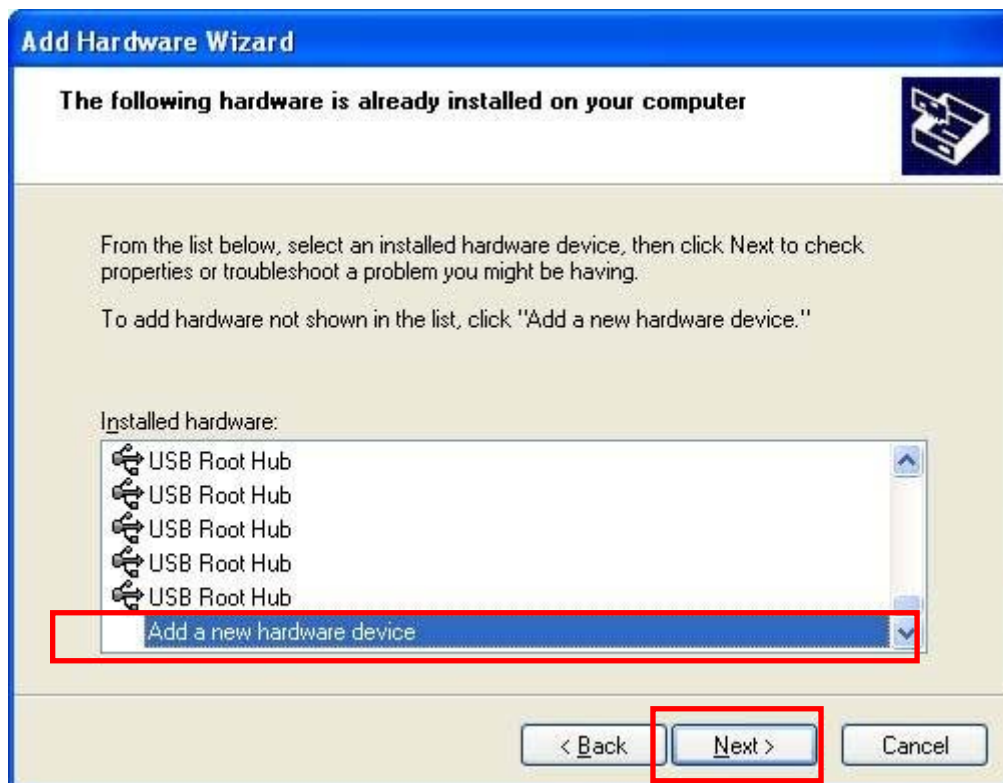 Add Hardware Wizard
The following hardware is already installed on your computer
From the list below, select an installed hardware device, then click Next to check
properties or troubleshoot a problem you might be having.
To add hardware not shown in the list, click "Add a new hardware device."
Installed hardware:
USB Root Hub
USB Root Hub
USB Root Hub
USB Root Hub
USB Root Hub
Add a new hardware device
< Back Next > Cancel